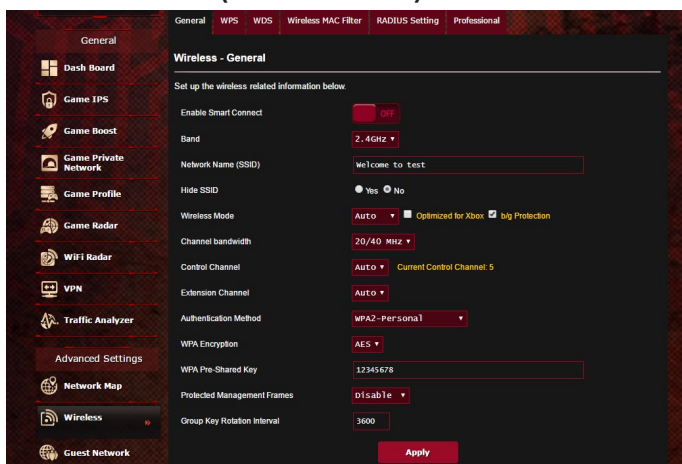 General WPS WDS Wireless MAC Filter RADIUS Setting Professional
General
Dash Board
Game IPS
Game Boost
Game Private
Network
Game Profile
Game Radar
WiFi Radar
VPN
Traffic Analyzer
Advanced Settings
Network Map
Wireless »
Guest Network
Wireless - General
Set up the wireless related information below.
Enable Smart Connect OFF
Band 2.4GHz
Network Name (SSID) Welcome to test
Hide SSID Yes No
Wireless Mode Auto Optimized for Xbox b/g Protection
Channel bandwidth 20/40 MHz
Control Channel Auto Current Control Channel: 5
Extension Channel Auto
Authentication Method WPA2-Personal
WPA Encryption AES
WPA Pre-Shared Key 12345678
Protected Management Frames Disable
Group Key Rotation Interval 3600
Apply